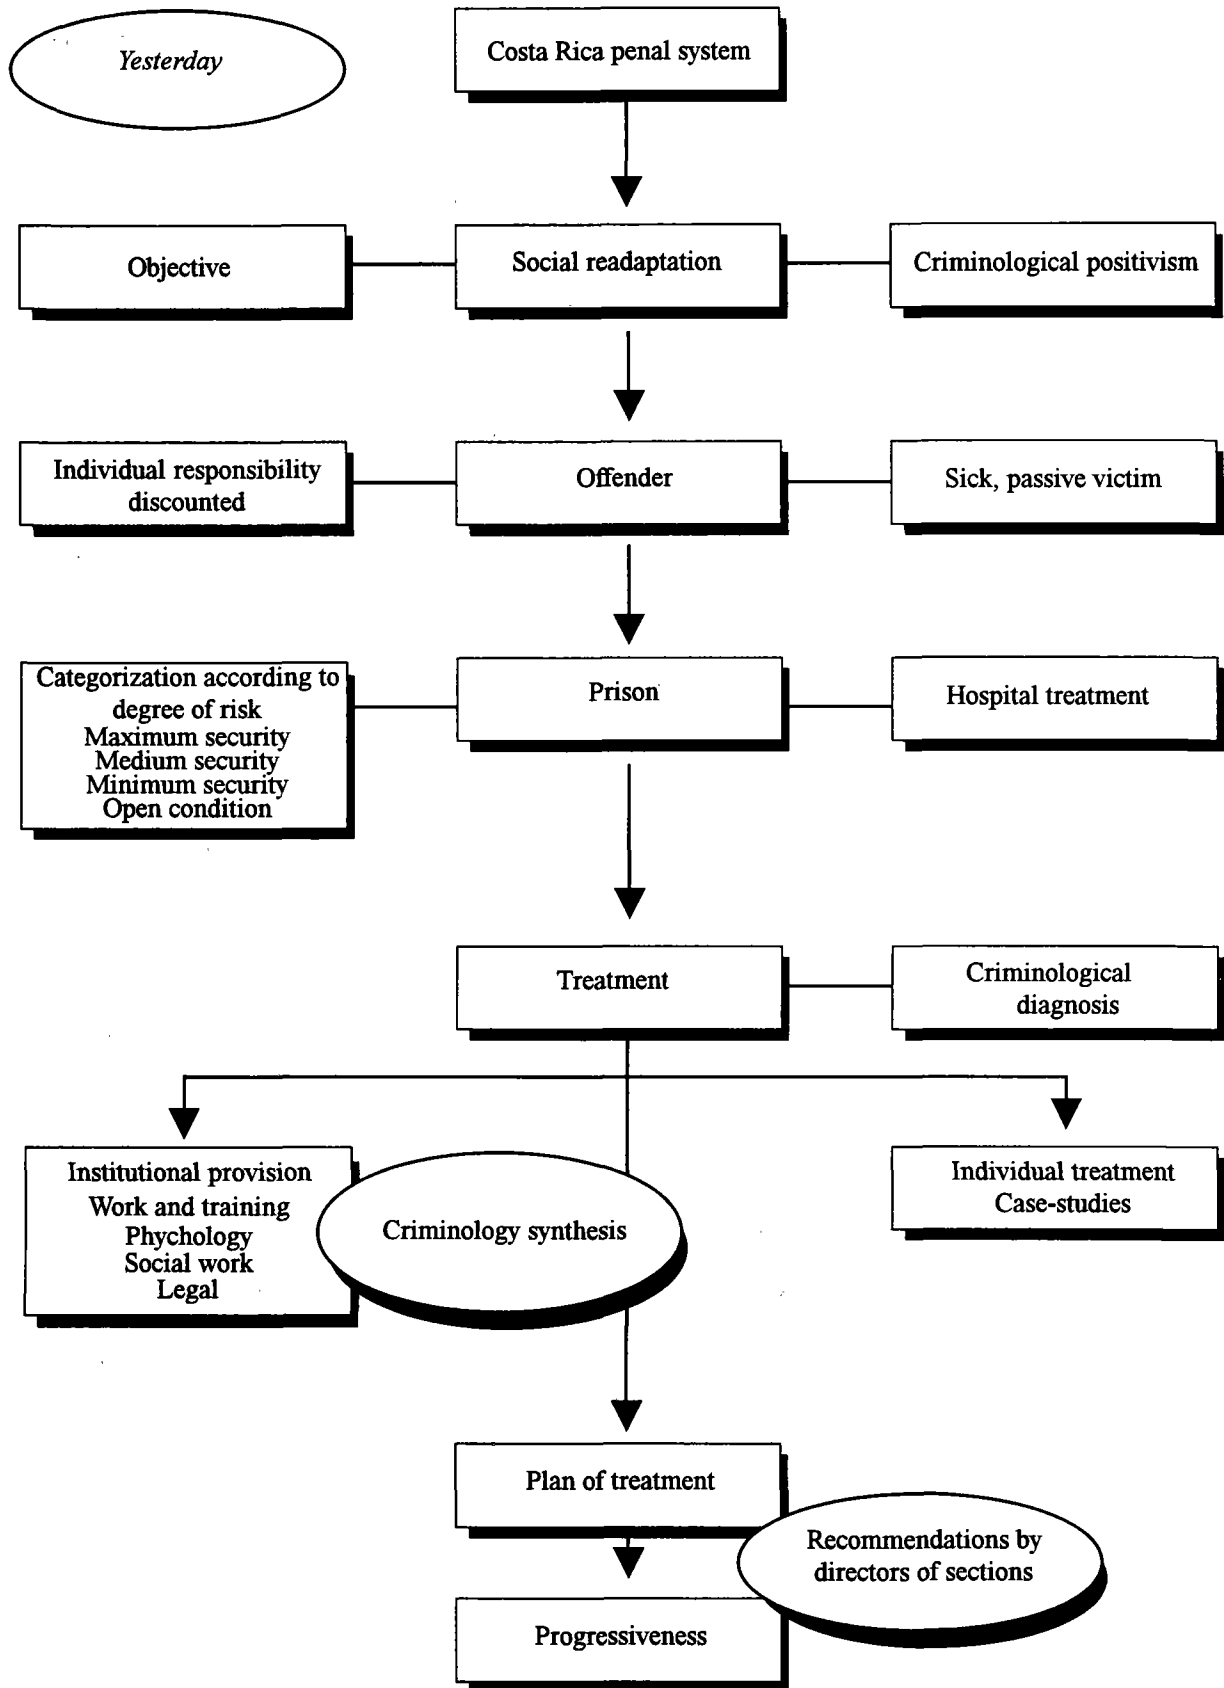 Yesterday
Costa Rica penal system
Objective
Social readaptation
Criminological positivism
Individual responsibility
discounted
Offender
Sick, passive victim
Categorization according to
degree of risk
Maximum security
Medium security
Minimum security
Open condition
Prison
Hospital treatment
Treatment
Criminological
diagnosis
Institutional provision
Work and training
Phychology
Social work
Legal
Criminology synthesis
Individual treatment
Case-studies
Plan of treatment
Recommendations by
directors of sections
Progressiveness